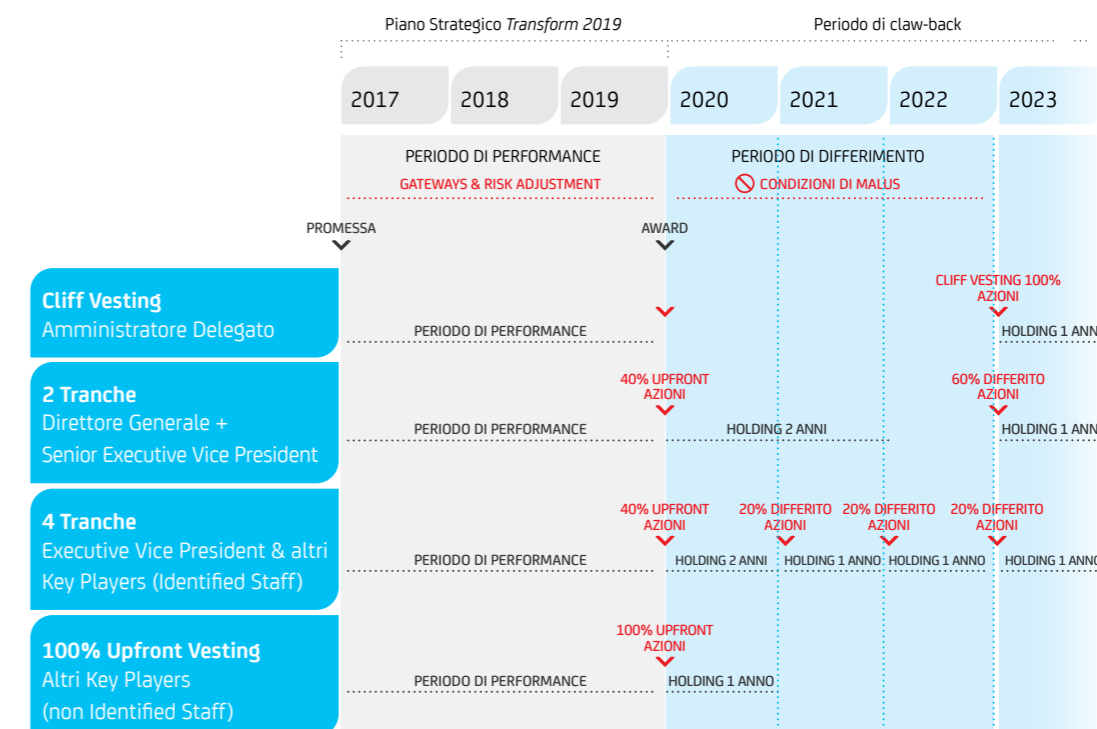 Piano Strategico Transform 2019
Periodo di claw-back
2017
2018
2019
2020
2021
2022
2023
PERIODO DI PERFORMANCE
PERIODO DI DIFFERIMENTO
GATEWAYS & RISK ADJUSTMENT
CONDIZIONI DI MALUS
PROMESSA
AWARD
Cliff Vesting
Amministratore Delegato
PERIODO DI PERFORMANCE
CLIFF VESTING 100%
AZIONI
HOLDING 1 ANN
2 Tranche
Direttore Generale +
Senior Executive Vice President
PERIODO DI PERFORMANCE
40% UPFRONT
AZIONI
HOLDING 2 ANNI
60% DIFFERITO
AZIONI
HOLDING 1 ANN
4 Tranche
Executive Vice President & altri
Key Players (Identified Staff)
PERIODO DI PERFORMANCE
40% UPFRONT
AZIONI
20% DIFFERITO
AZIONI
20% DIFFERITO
AZIONI
20% DIFFERITO
AZIONI
HOLDING 2 ANNI
HOLDING 1 ANNO
HOLDING 1 ANNO
HOLDING 1 ANNO
100% Upfront Vesting
Altri Key Players
(non Identified Staff)
PERIODO DI PERFORMANCE
100% UPFRONT
AZIONI
HOLDING 1 ANNO